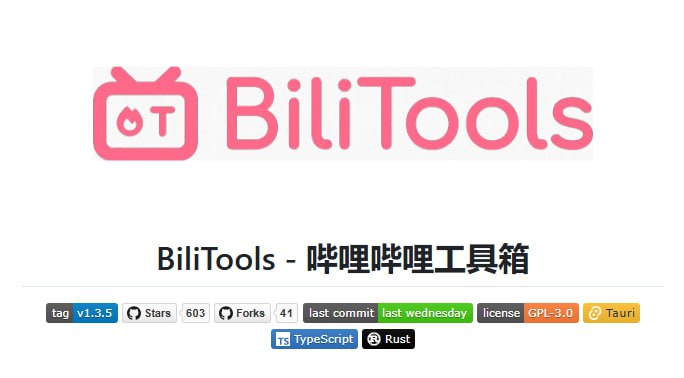 T BiliTools
BiliTools - 哔哩哔哩工具箱
tag v1.3.5 Stars 603 Forks 41 last commit last wednesday license GPL-3.0 Tauri
TS TypeScript R Rust